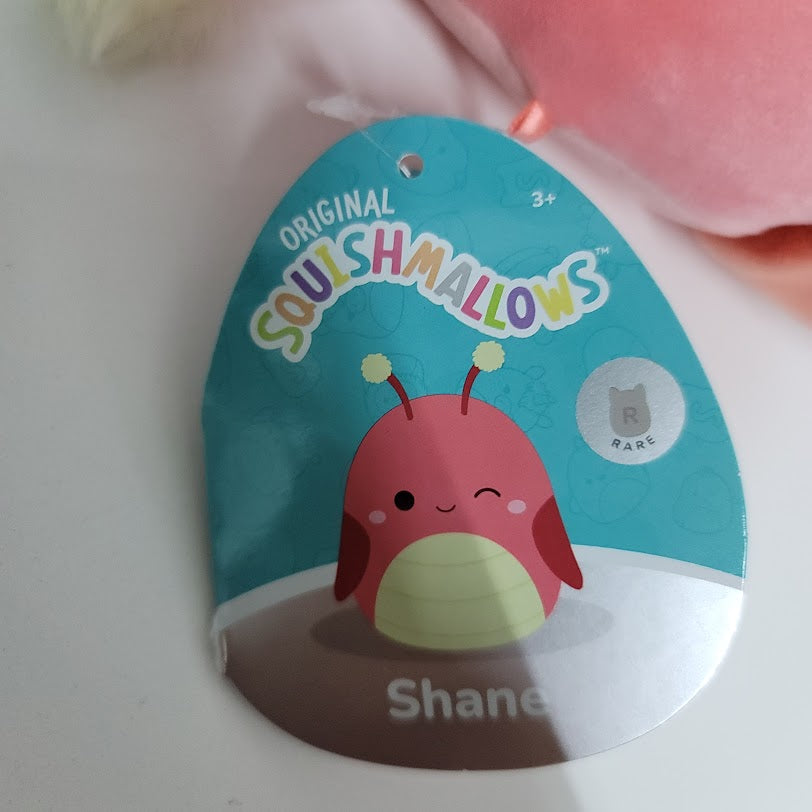 ORIGINAL
3+
SQUISHMALLOWS™
R
RARE
Shane